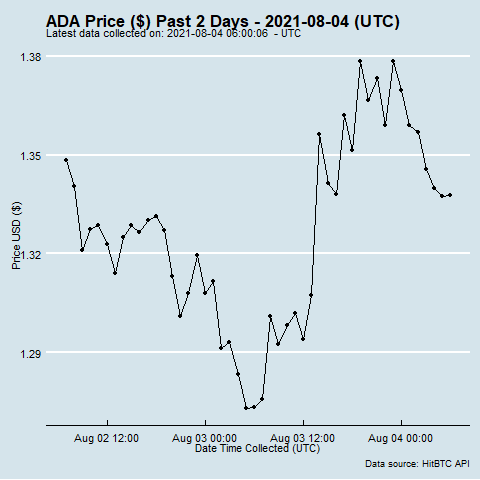 ADA Price ($) Past 2 Days - 2021-08-04 (UTC)
Latest data collected on: 2021-08-04 06:00:06 - UTC
1.38
1.35
1.32
1.29
Price USD ($)
Aug 02 12:00
Aug 03 00:00
Aug 03 12:00
Aug 04 00:00
Date Time Collected (UTC)
Data source: HitBTC API